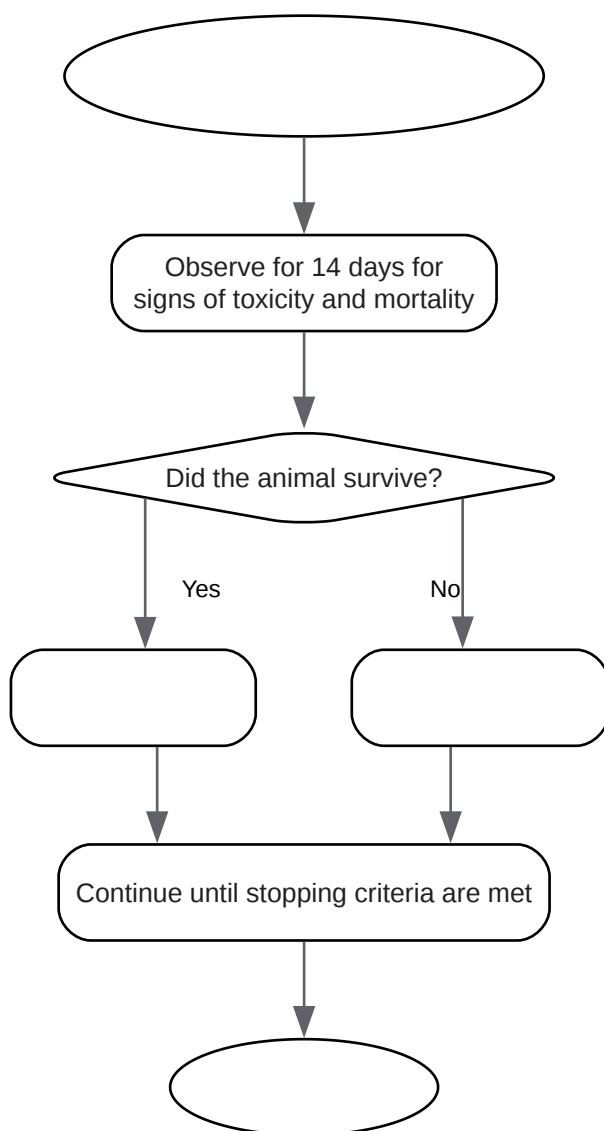 Observe for 14 days for
signs of toxicity and mortality
Did the animal survive?
Yes
No
Continue until stopping criteria are met